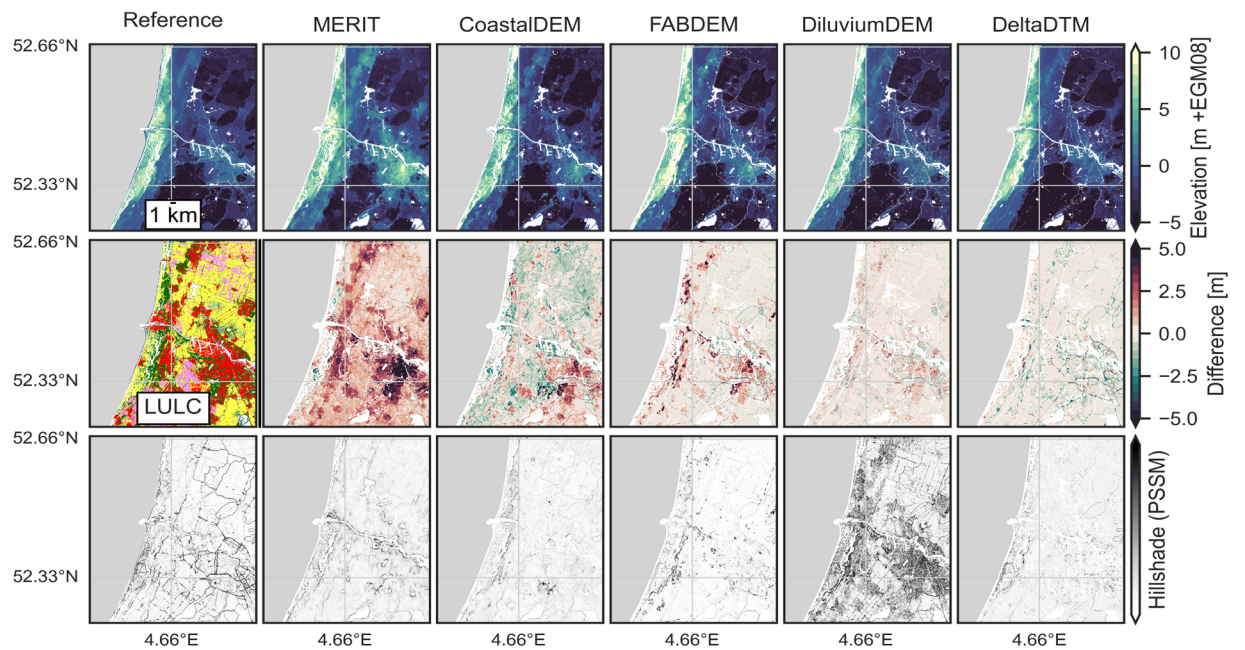 Reference MERIT CoastalDEM FABDEM DiluviumDEM DeltaDTM
52.66°N
52.33°N
1 km
10
5
0
−5
Elevation [m +EGM08]
52.66°N
52.33°N
LULC
5.0
2.5
0.0
−2.5
−5.0
Difference [m]
52.66°N
52.33°N
Hillshade (PSSM)
4.66°E 4.66°E 4.66°E 4.66°E 4.66°E 4.66°E